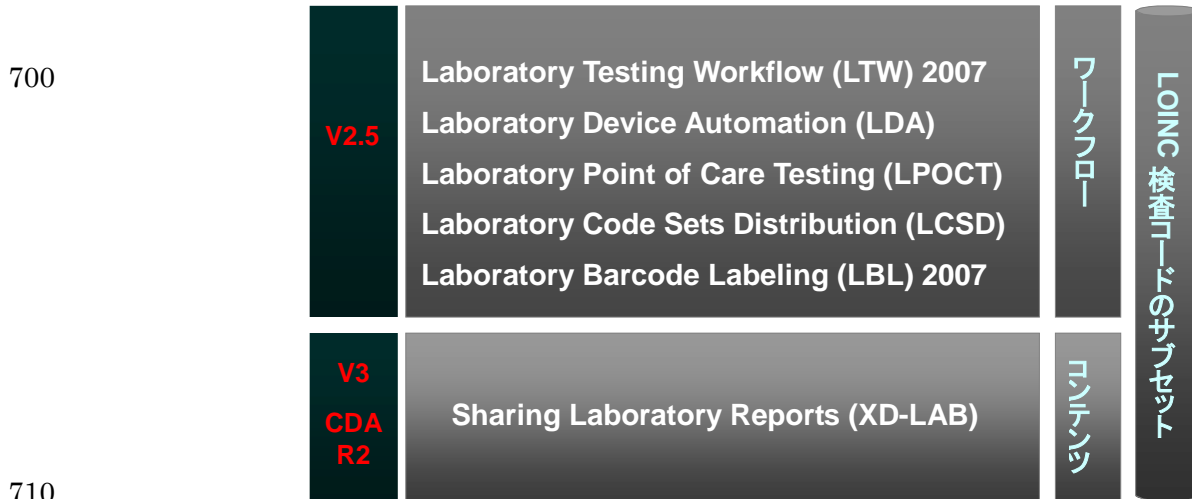 700
V2.5
Laboratory Testing Workflow (LTW) 2007
Laboratory Device Automation (LDA)
Laboratory Point of Care Testing (LPOCT)
Laboratory Code Sets Distribution (LCSD)
Laboratory Barcode Labeling (LBL) 2007
ワークフロー
LOINC 検査コードのサブセット
V3
CDA
R2
Sharing Laboratory Reports (XD-LAB)
コンテンツ
710